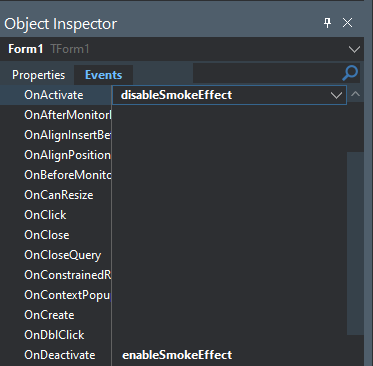 Object Inspector
Form1 TForm1
Properties Events
OnActivate disableSmokeEffect
OnAfterMonitor
OnAlignInsertBe
OnAlignPosition
OnBeforeMonito
OnCanResize
OnClick
OnClose
OnCloseQuery
OnConstrainedR
OnContextPopu
OnCreate
OnDblClick
OnDeactivate enableSmokeEffect